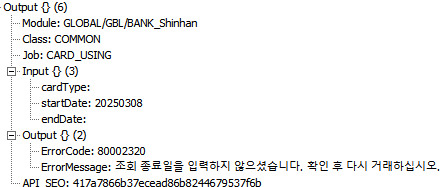 Output {} (6)
Module: GLOBAL/GBL/BANK_Shinhan
Class: COMMON
Job: CARD_USING
Input {} (3)
cardType:
startDate: 20250308
endDate:
Output {} (2)
ErrorCode: 80002320
ErrorMessage: 조회 종료일을 입력하지 않으셨습니다. 확인 후 다시 거래하십시오.
API_SEQ: 417a7866b37ecead86b8244679537f6b